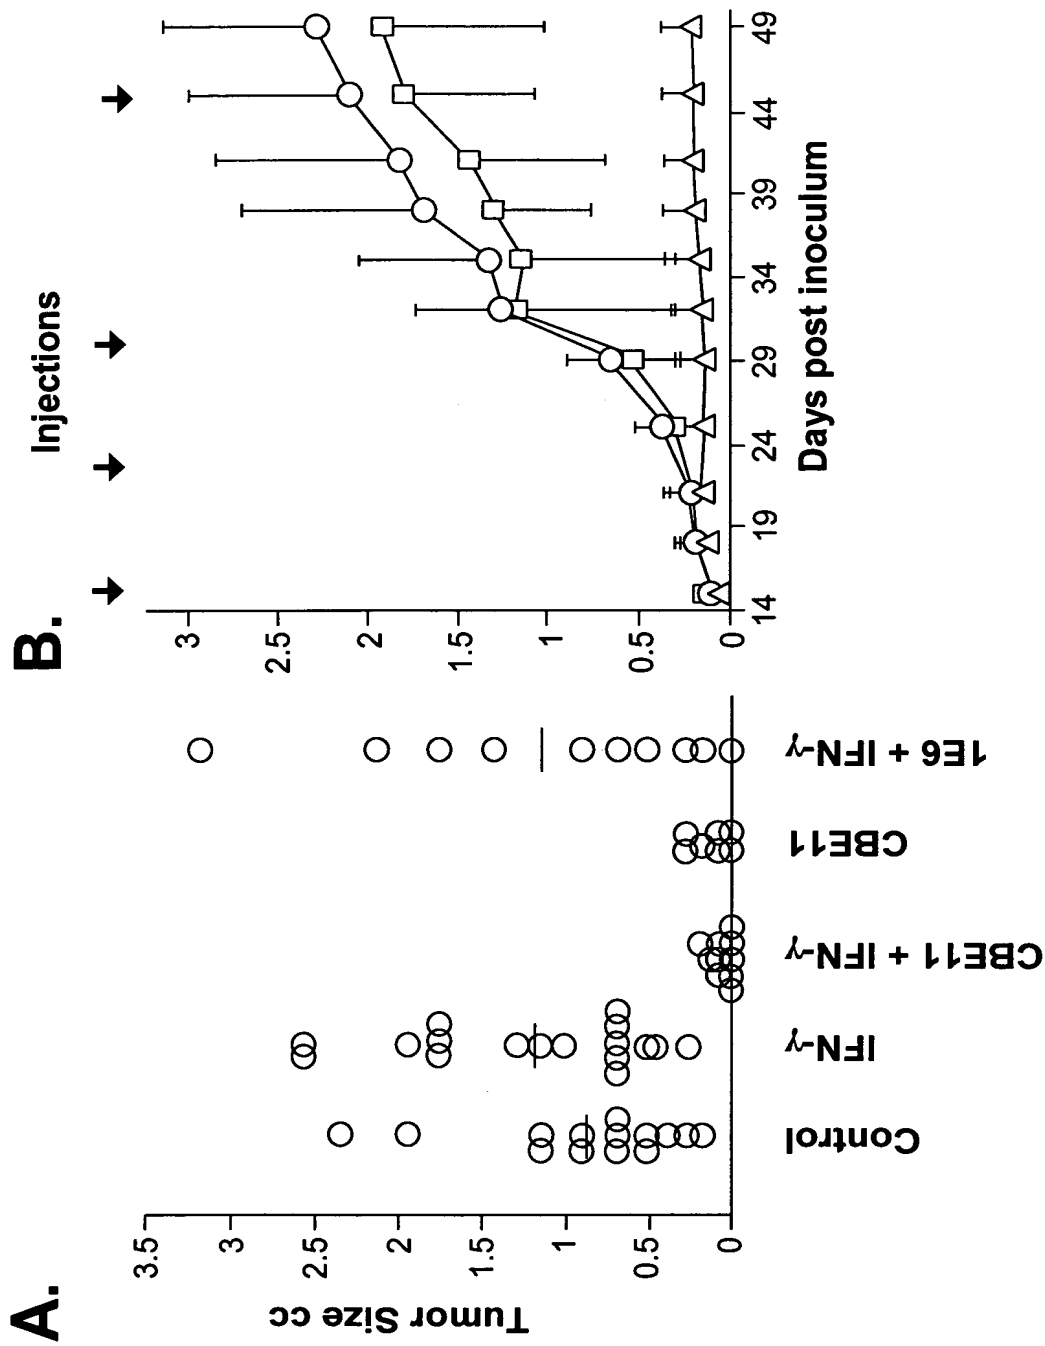 A.
Tumor Size cc
3.5
3
2.5
2
1.5
1
0.5
0
Control
IFN-γ
CBE11 + IFN-γ
CBE11
1E6 + IFN-γ
B.
Injections
3
2.5
2
1.5
1
0.5
0
14 19 24 29 34 39 44 49
Days post inoculum